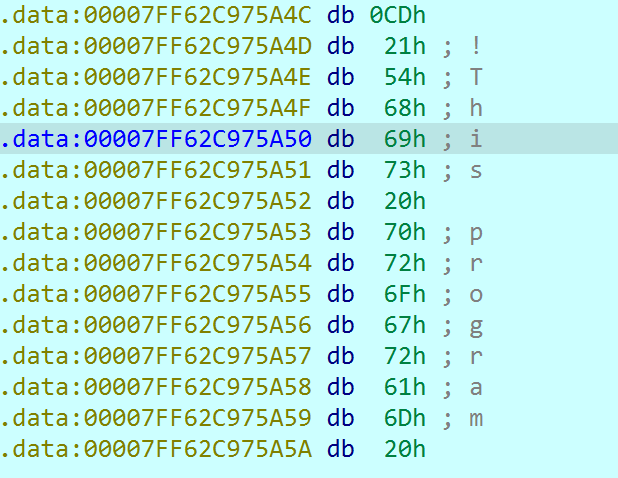 .data:00007FF62C975A4C db 0CDh
.data:00007FF62C975A4D db 21h ; !
.data:00007FF62C975A4E db 54h ; T
.data:00007FF62C975A4F db 68h ; h
.data:00007FF62C975A50 db 69h ; i
.data:00007FF62C975A51 db 73h ; s
.data:00007FF62C975A52 db 20h
.data:00007FF62C975A53 db 70h ; p
.data:00007FF62C975A54 db 72h ; r
.data:00007FF62C975A55 db 6Fh ; o
.data:00007FF62C975A56 db 67h ; g
.data:00007FF62C975A57 db 72h ; r
.data:00007FF62C975A58 db 61h ; a
.data:00007FF62C975A59 db 6Dh ; m
.data:00007FF62C975A5A db 20h